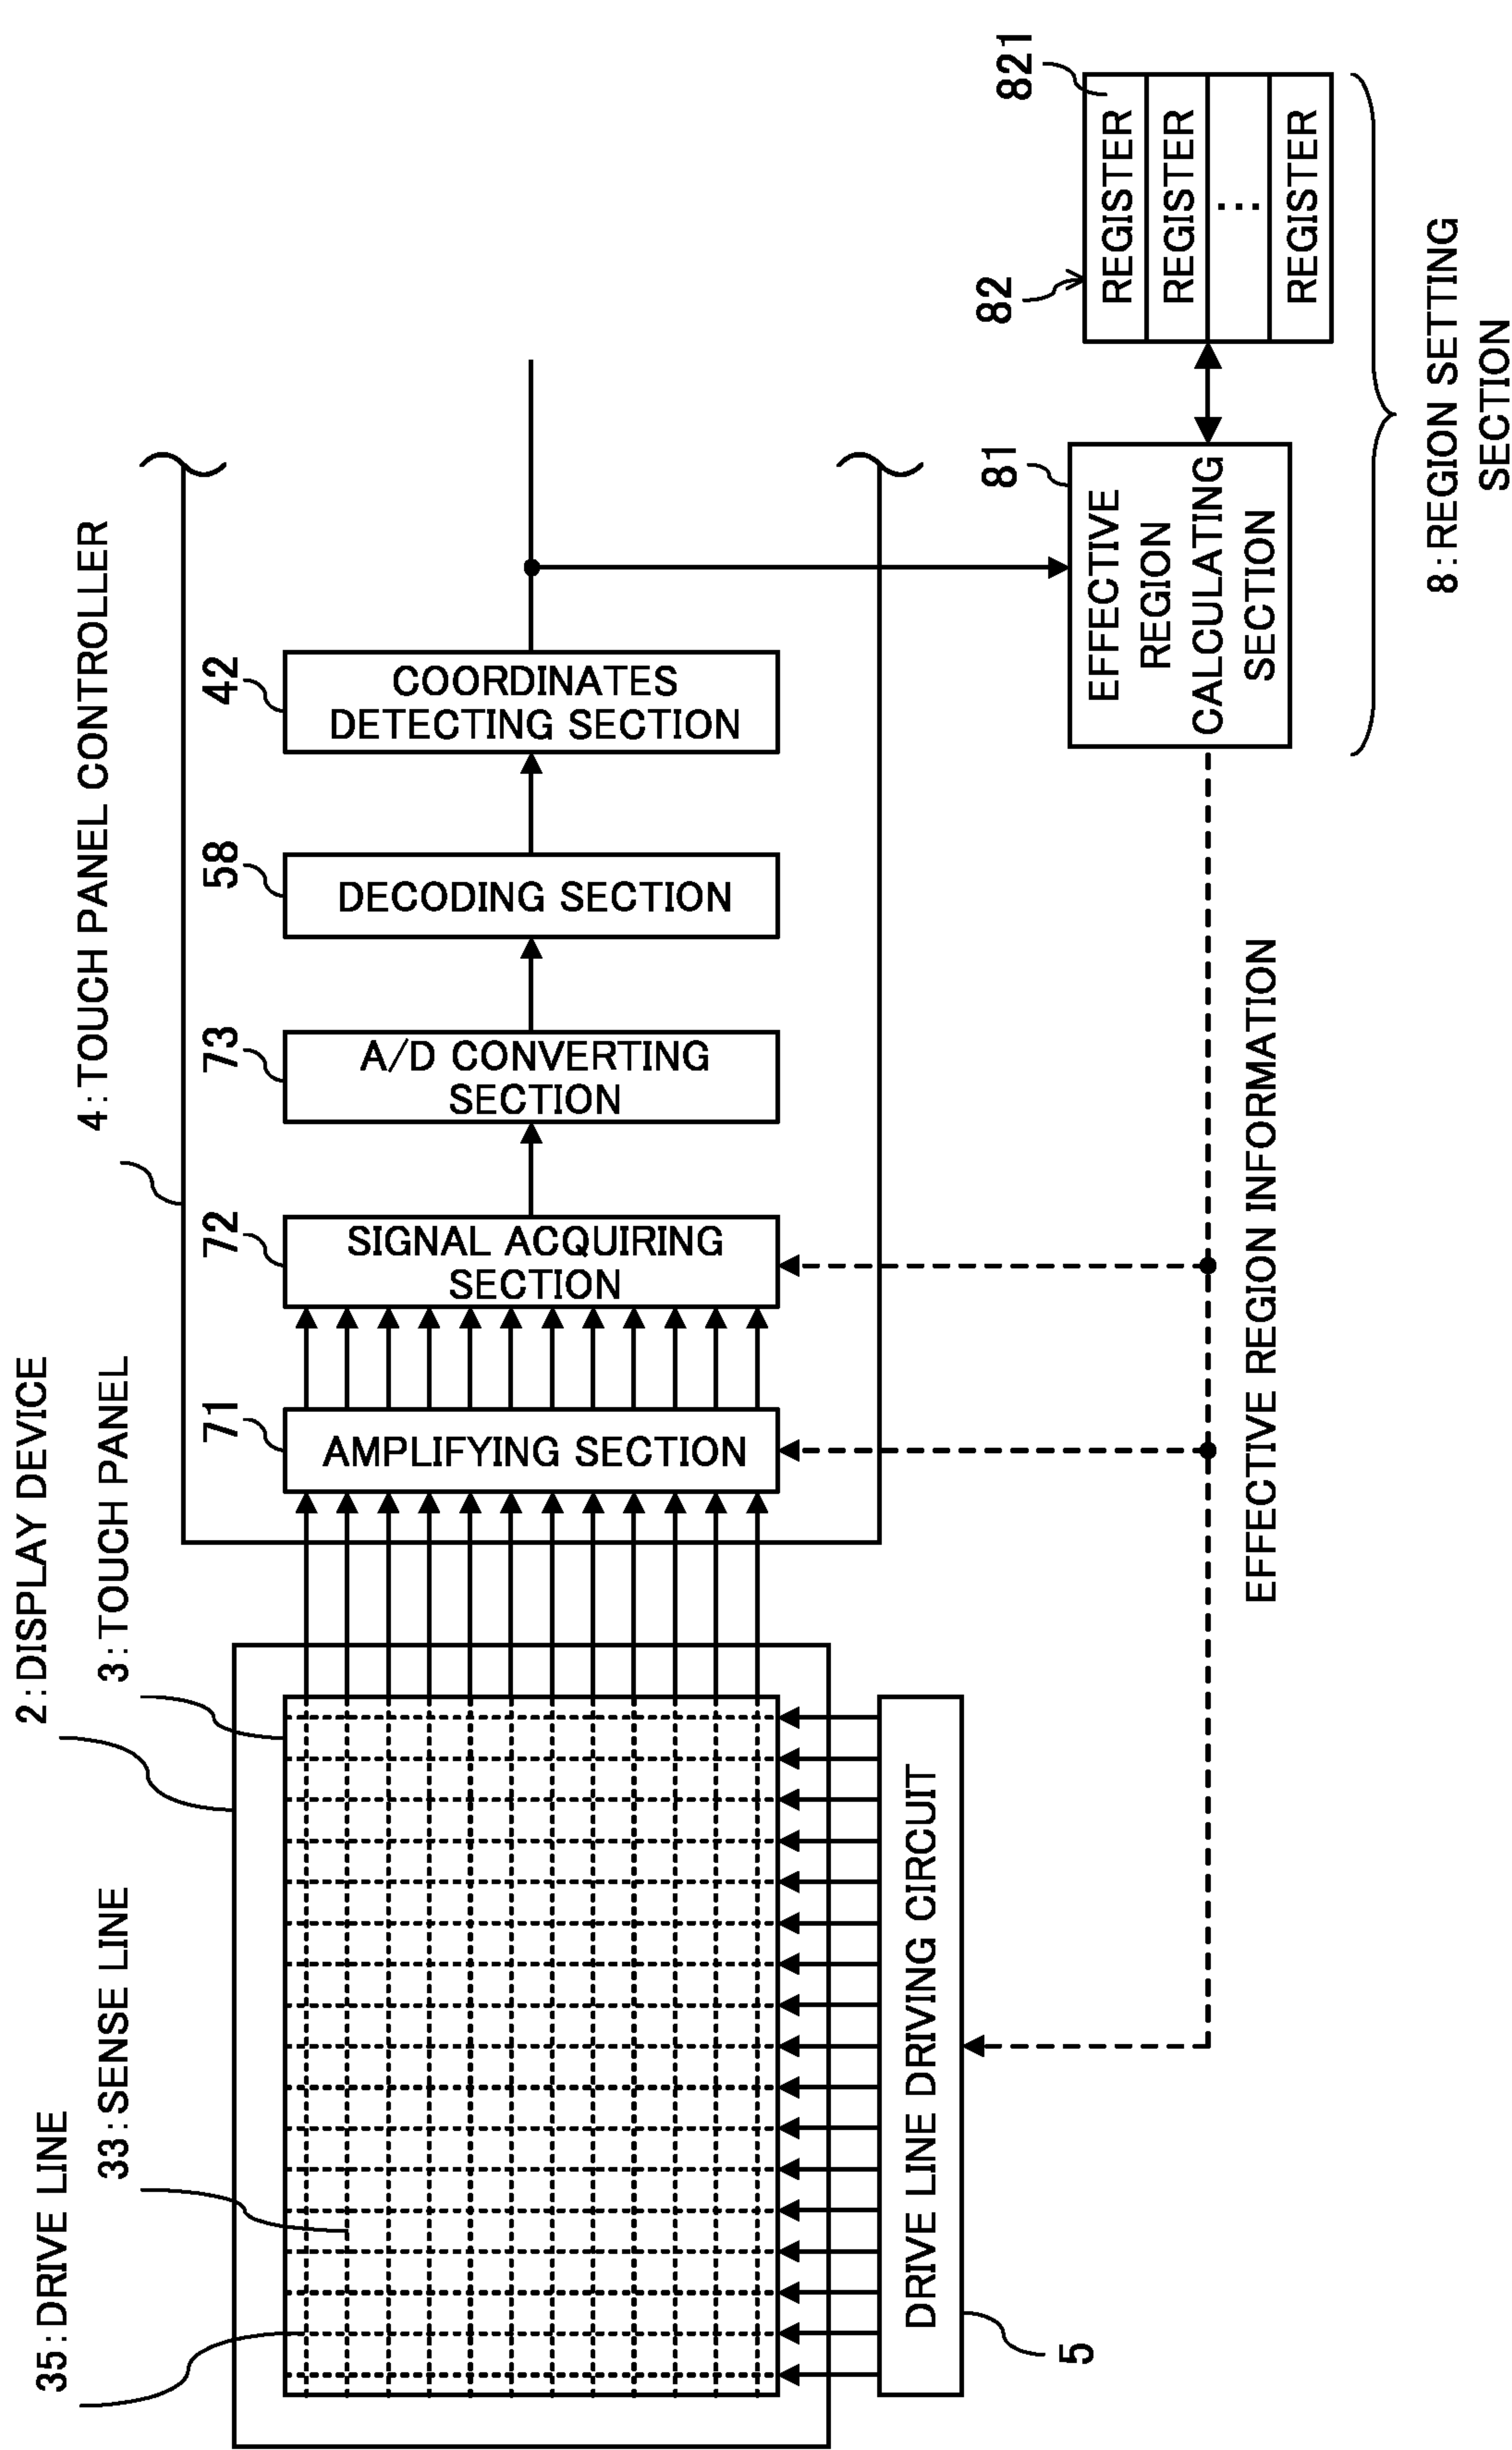 2:DISPLAY DEVICE
3:TOUCH PANEL
35:DRIVE LINE
33:SENSE LINE
4:TOUCH PANEL CONTROLLER
71
AMPLIFYING SECTION
72
SIGNAL ACQUIRING
SECTION
73
A/D CONVERTING
SECTION
58
DECODING SECTION
42
COORDINATES
DETECTING SECTION
DRIVE LINE DRIVING CIRCUIT
5
EFFECTIVE REGION INFORMATION
81
EFFECTIVE
REGION
CALCULATING
SECTION
82
821
REGISTER
REGISTER
...
REGISTER
8:REGION SETTING
SECTION